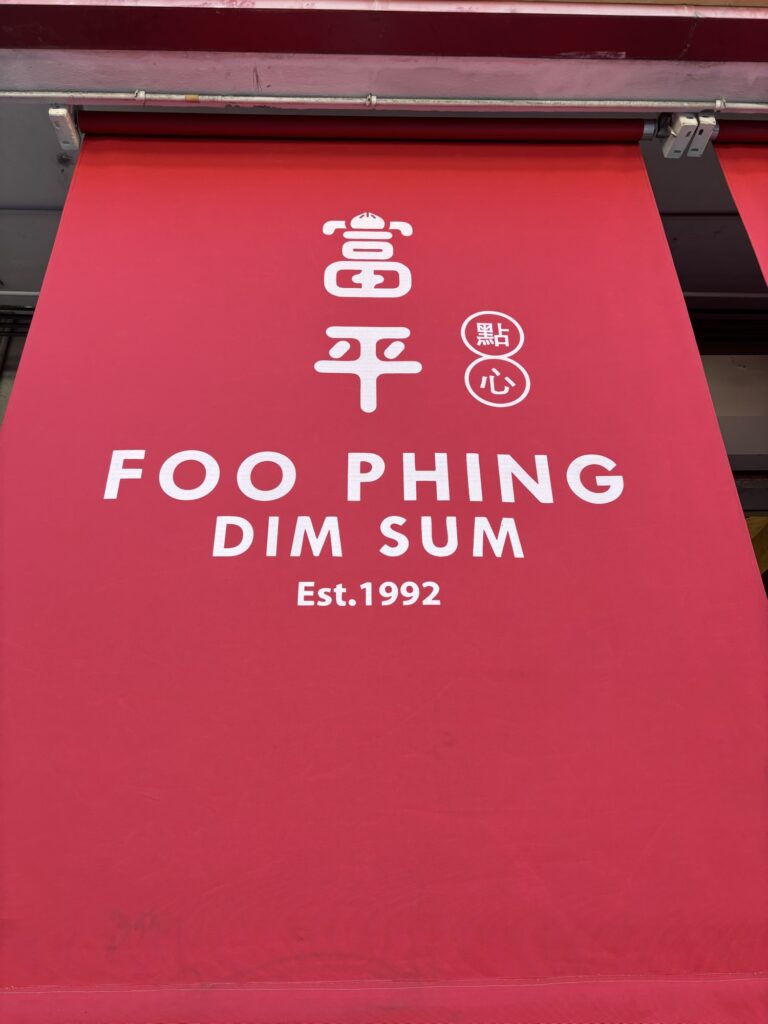 富平
點心
FOO PHING
DIM SUM
Est.1992